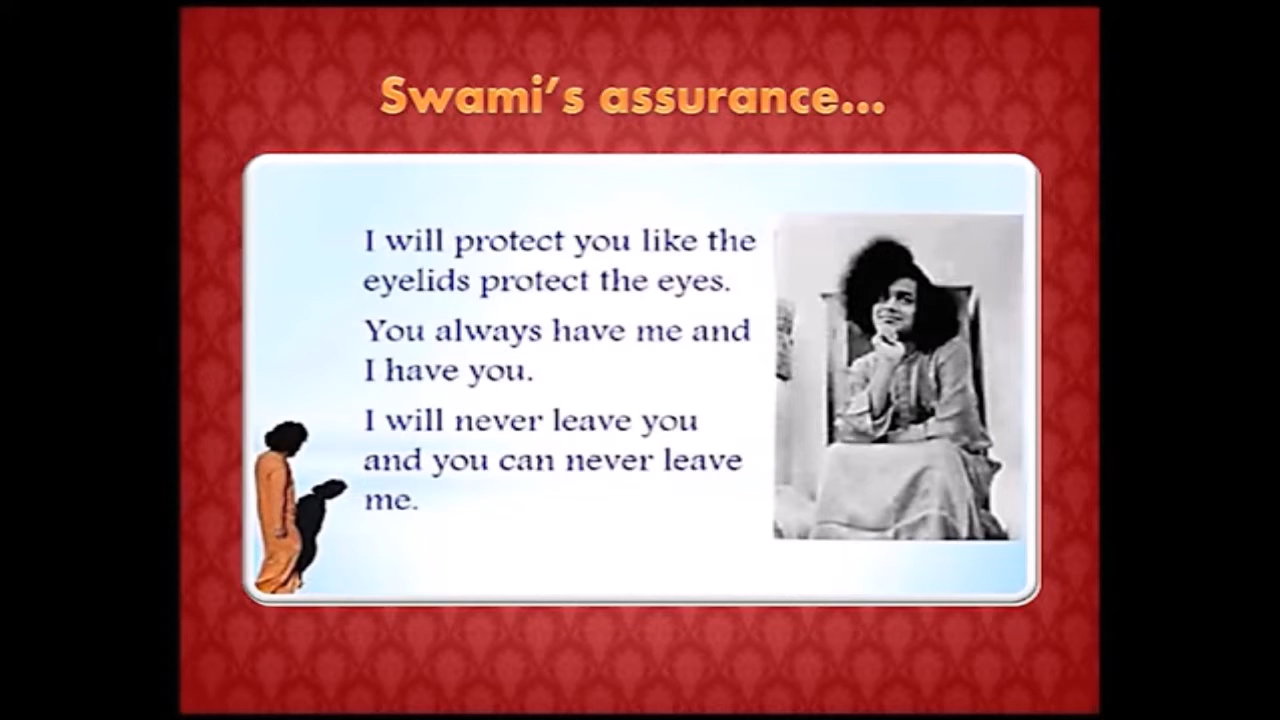 Swami's assurance...
I will protect you like the
eyelids protect the eyes.
You always have me and
I have you.
I will never leave you
and you can never leave
me.